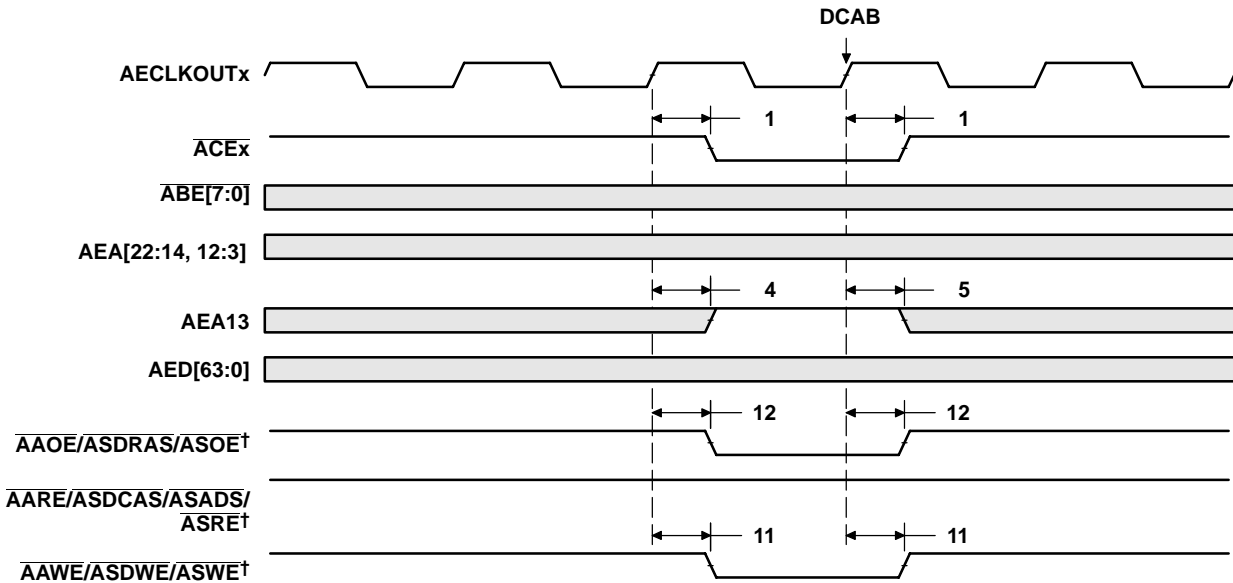 DCAB
AECLKOUTx
1 1
ACEx
ABE[7:0]
AEA[22:14, 12:3]
4 5
AEA13
AED[63:0]
12 12
AAOE/ASDRAS/ASOE†
AARE/ASDCAS/ASADS/
ASRE†
11 11
AAWE/ASDWE/ASWE†